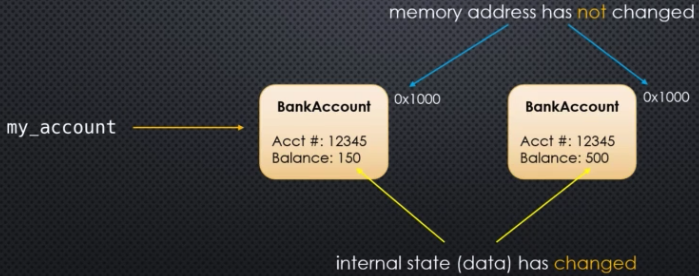 memory address has not changed
BankAccount
Acct #: 12345
Balance: 150
0x1000
BankAccount
Acct #: 12345
Balance: 500
0x1000
my_account
internal state (data) has changed